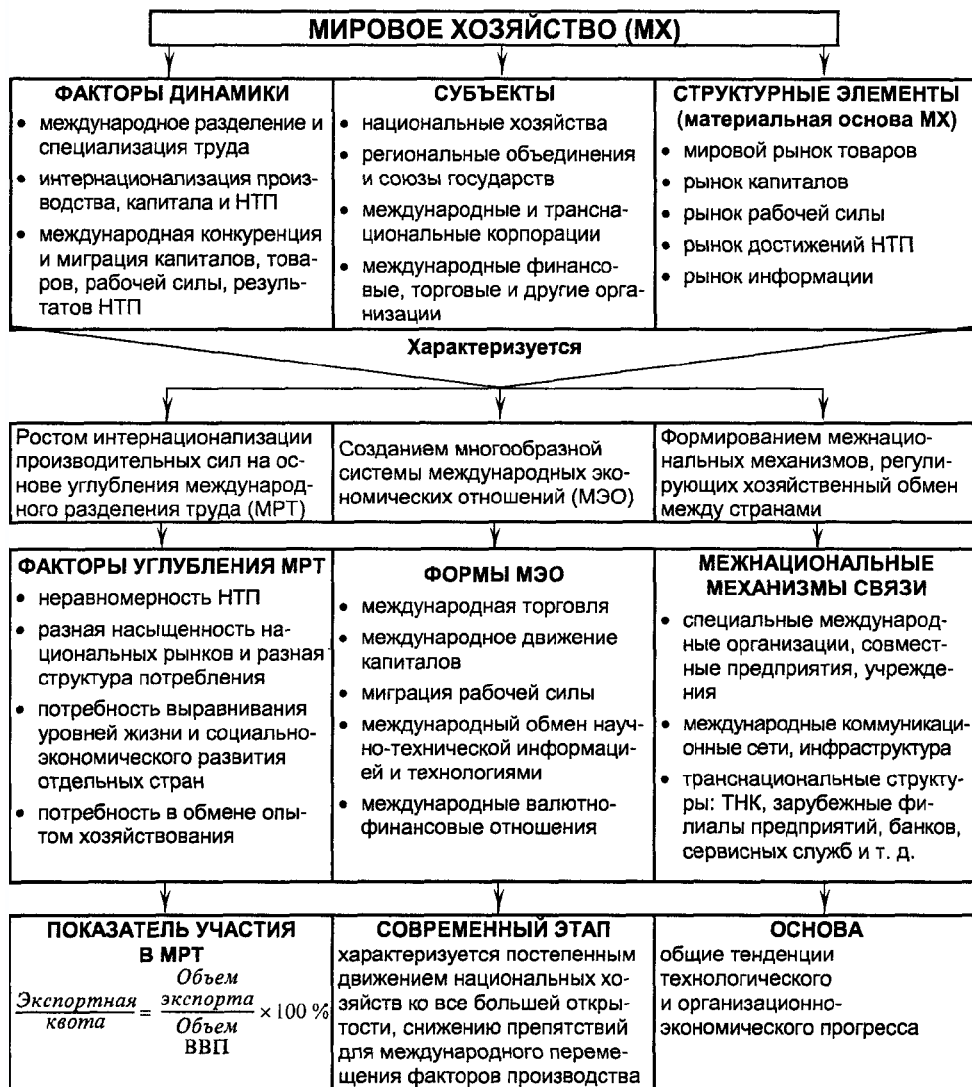 МИРОВОЕ ХОЗЯЙСТВО (МХ)
ФАКТОРЫ ДИНАМИКИ
• международное разделение и
специализация труда
• интернационализация произ-
водства, капитала и НТП
• международная конкуренция
и миграция капиталов, това-
ров, рабочей силы, резуль-
татов НТП
СУБЪЕКТЫ
• национальные хозяйства
• региональные объединения
и союзы государств
• международные и трансна-
циональные корпорации
• международные финансо-
вые, торговые и другие орга-
низации
СТРУКТУРНЫЕ ЭЛЕМЕНТЫ
(материальная основа МХ)
• мировой рынок товаров
• рынок капиталов
• рынок рабочей силы
• рынок достижений НТП
• рынок информации
Характеризуется
Ростом интернационализации
производительных сил на ос-
нове углубления международ-
ного разделения труда (МРТ)
Созданием многообразной
системы международных эко-
номических отношений (МЭО)
Формированием межнацио-
нальных механизмов, регули-
рующих хозяйственный обмен
между странами
ФАКТОРЫ УГЛУБЛЕНИЯ МРТ
• неравномерность НТП
• разная насыщенность на-
циональных рынков и разная
структура потребления
• потребность выравнивания
уровней жизни и социально-
экономического развития
отдельных стран
• потребность в обмене опы-
том хозяйствования
ФОРМЫ МЭО
• международная торговля
• международное движение
капиталов
• миграция рабочей силы
• международный обмен науч-
но-технической информаци-
ей и технологиями
• международные валютно-
финансовые отношения
МЕЖНАЦИОНАЛЬНЫЕ
МЕХАНИЗМЫ СВЯЗИ
• специальные международ-
ные организации, совмест-
ные предприятия, учрежде-
ния
• международные коммуникаци-
онные сети, инфраструктура
• транснациональные структу-
ры: ТНК, зарубежные фи-
лиалы предприятий, банков,
сервисных служб и т. д.
ПОКАЗАТЕЛЬ УЧАСТИЯ
В МРТ
Экспортная
квота
=
Объем
экспорта
Объем
ВВП
× 100 %
СОВРЕМЕННЫЙ ЭТАП
характеризуется постепенным
движением национальных хо-
зяйств ко все большей откры-
тости, снижению препятствий
для международного переме-
щения факторов производства
ОСНОВА
общие тенденции
технологического
и организационно-
экономического прогресса